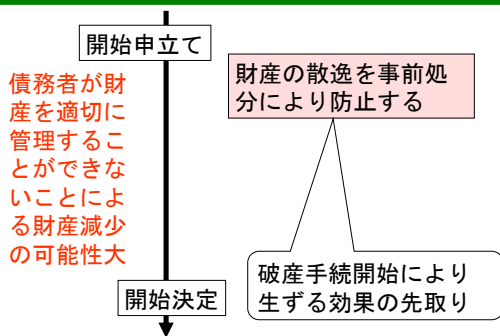 開始申立て
債務者が財
産を適切に
管理するこ
とができな
いことによ
る財産減少
の可能性大
財産の散逸を事前処
分により防止する
破産手続開始により
生ずる効果の先取り
開始決定